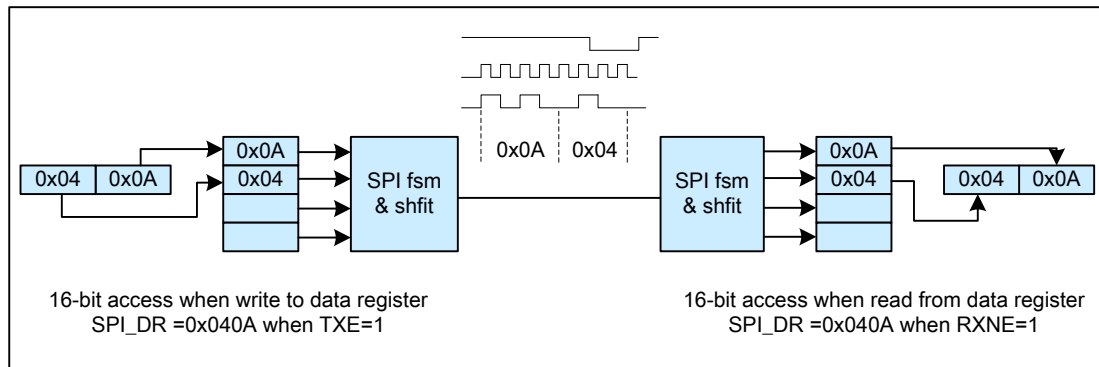 0x0A 0x04
0x04 0x0A
0x0A
0x04
SPI fsm
& shfit
SPI fsm
& shfit
0x0A
0x04
0x04 0x0A
16-bit access when write to data register
SPI_DR =0x040A when TXE=1
16-bit access when read from data register
SPI_DR =0x040A when RXNE=1